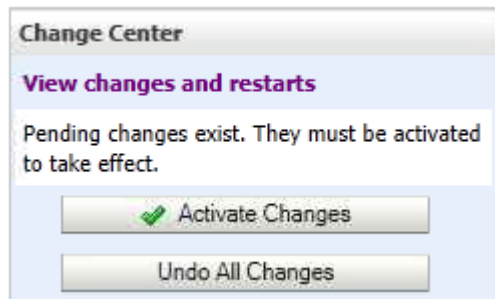 Change Center
View changes and restarts
Pending changes exist. They must be activated
to take effect.
Activate Changes
Undo All Changes